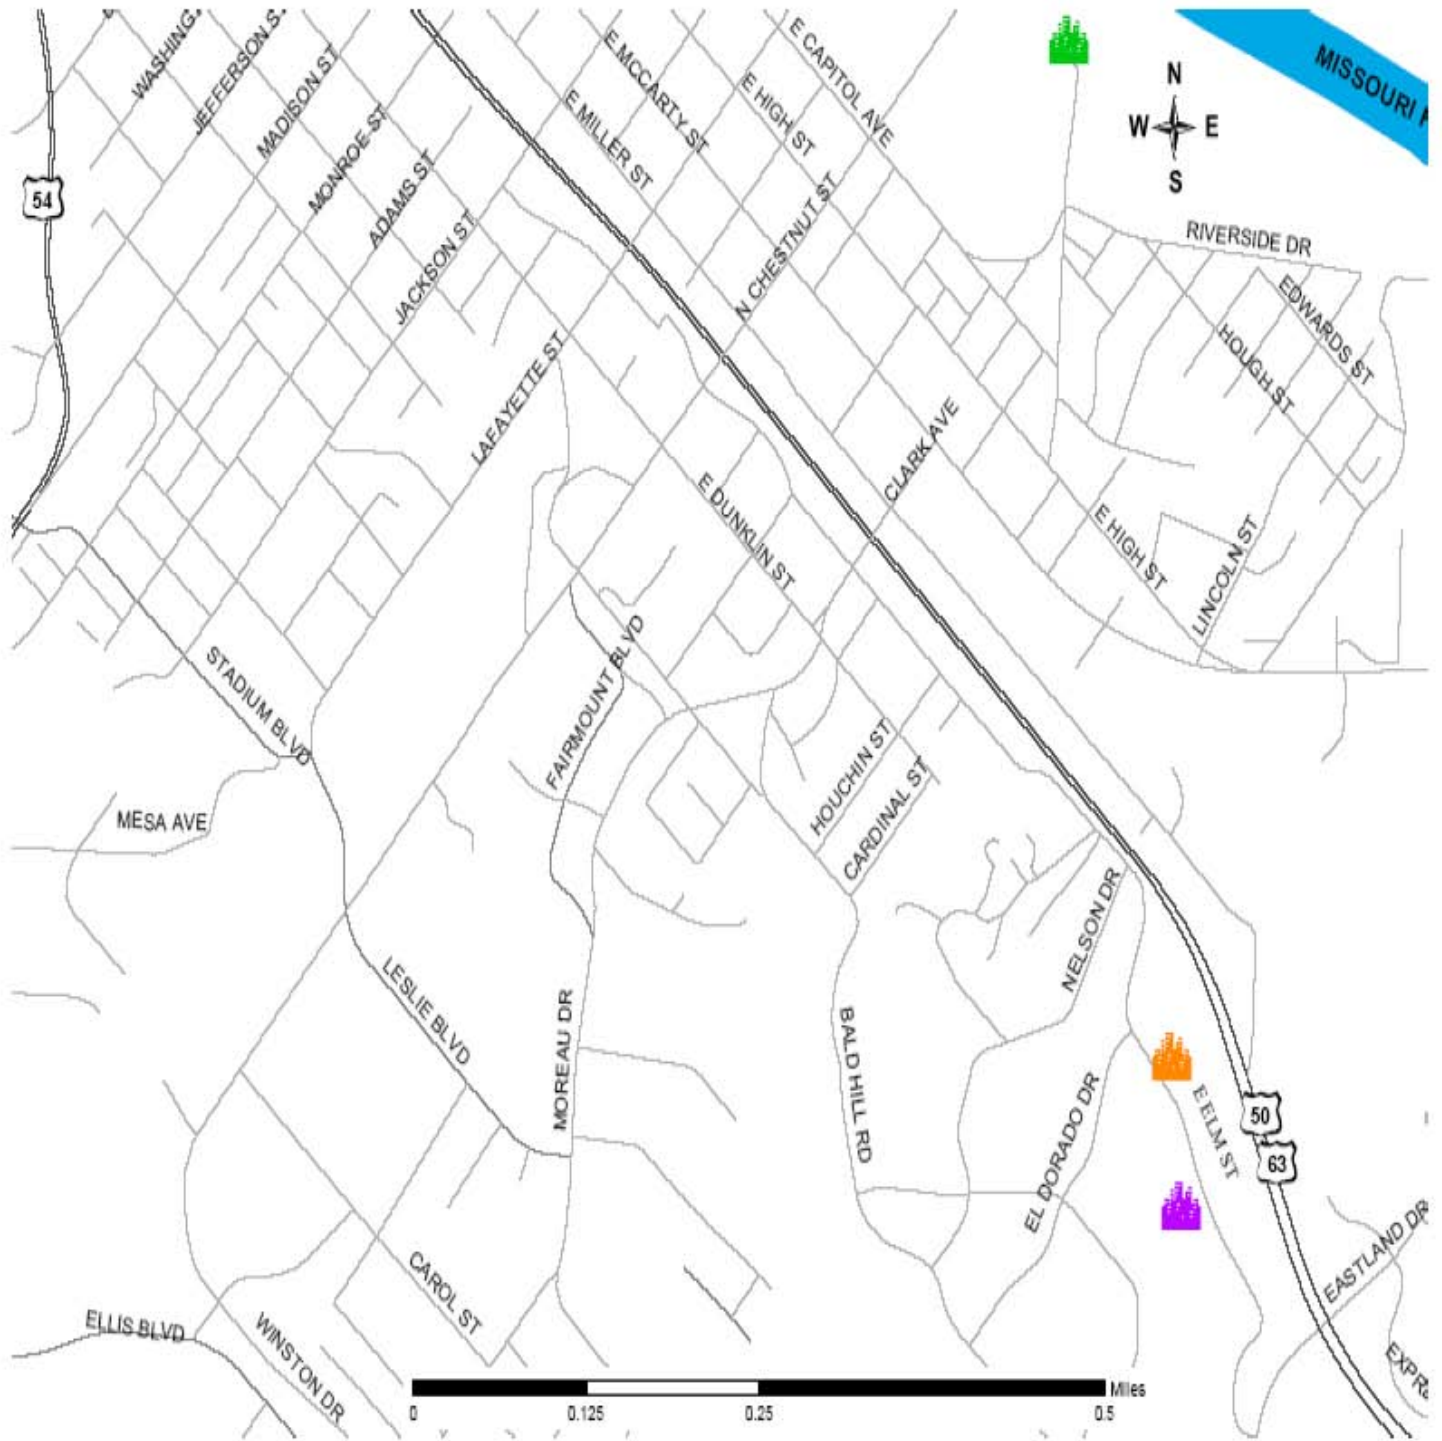 WASHING
JEFFERSON S
MADISON ST
MONROE ST
ADAMS ST
JACKSON ST
LAFAYETTE ST
E MCCARTY ST
E MILLER ST
E HIGH ST
E CAPITOL AVE
N CHESTNUT ST
MISSOURI
N
W E
S
54
RIVERSIDE DR
EDWARDS ST
HOUGH ST
CLARK AVE
E DUNKLIN ST
E HIGH ST
LINCOLN ST
STADIUM BLVD
FAIRMOUNT BLVD
MESA AVE
HOUCHIN ST
CARDINAL ST
NELSON DR
LESLIE BLVD
MOREAU DR
BALD HILL RD
EL DORADO DR
E ELM ST
50
63
EASTLAND DR
CAROL ST
ELLIS BLVD
WINSTON DR
EXPR
Miles
0 0.125 0.25 0.5